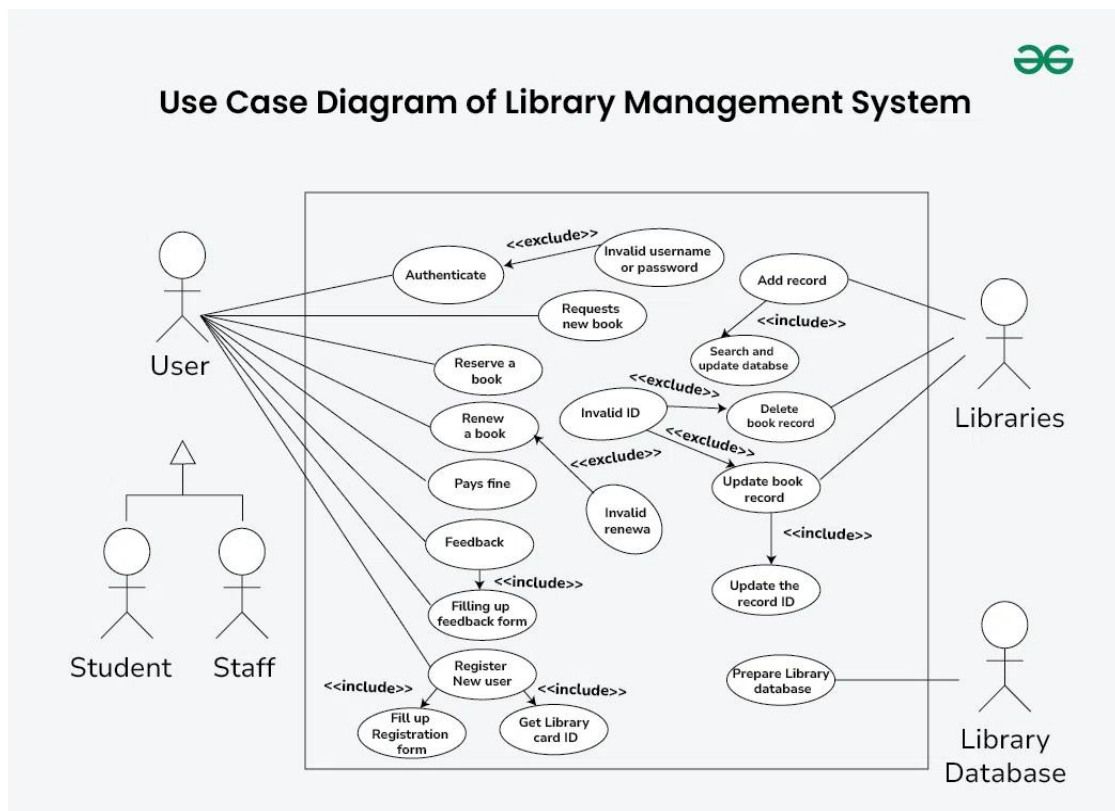 Use Case Diagram of Library Management System
<<exclude>>
Invalid username
or password
Authenticate
Add record
Requests
new book
<<include>>
User
Reserve a
book
Search and
update databse
<<exclude>>
Renew
a book
Invalid ID
Delete
book record
Libraries
<<exclude>>
<<exclude>>
Pays fine
Update book
record
Invalid
renewa
Feedback
<<include>>
<<include>>
Filling up
feedback form
Update the
record ID
Student
Staff
Register
New user
Prepare Library
database
<<include>>
<<include>>
Fill up
Registration
form
Get Library
card ID
Library
Database